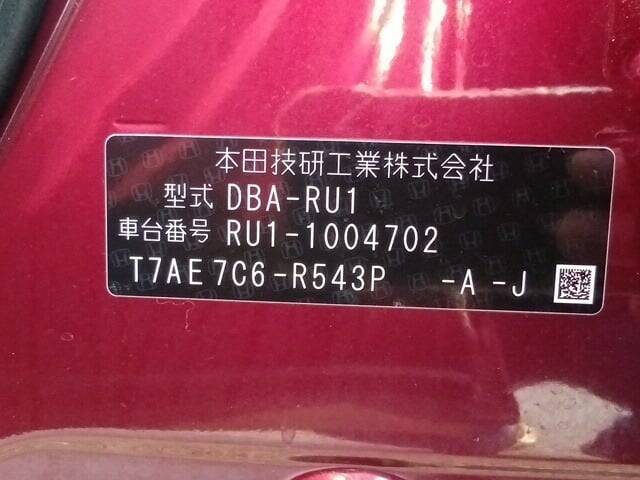 本田技研工業株式会社
型式 DBA-RU1
車台番号 RU1-1004702
T7AE7C6-R543P -A -J